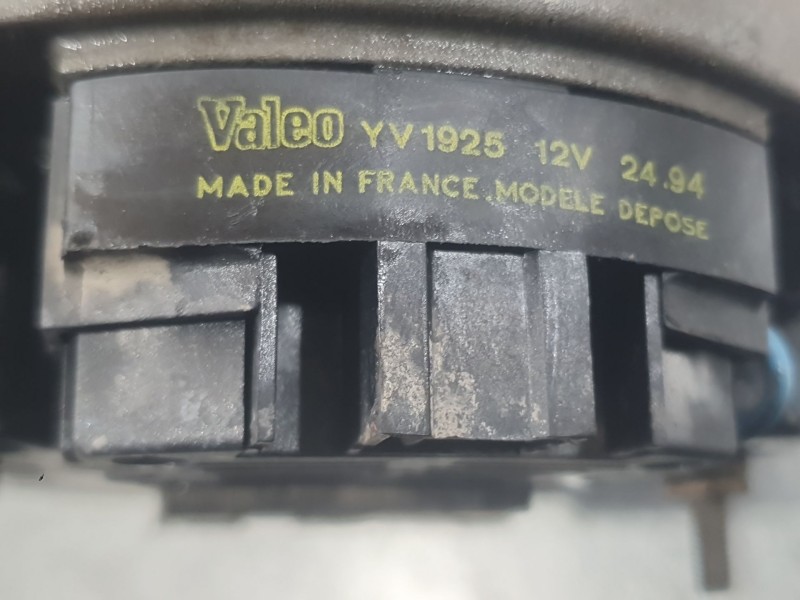 Valeo YV1925 12V 24.94
MADE IN FRANCE.MODELE DEPOSE